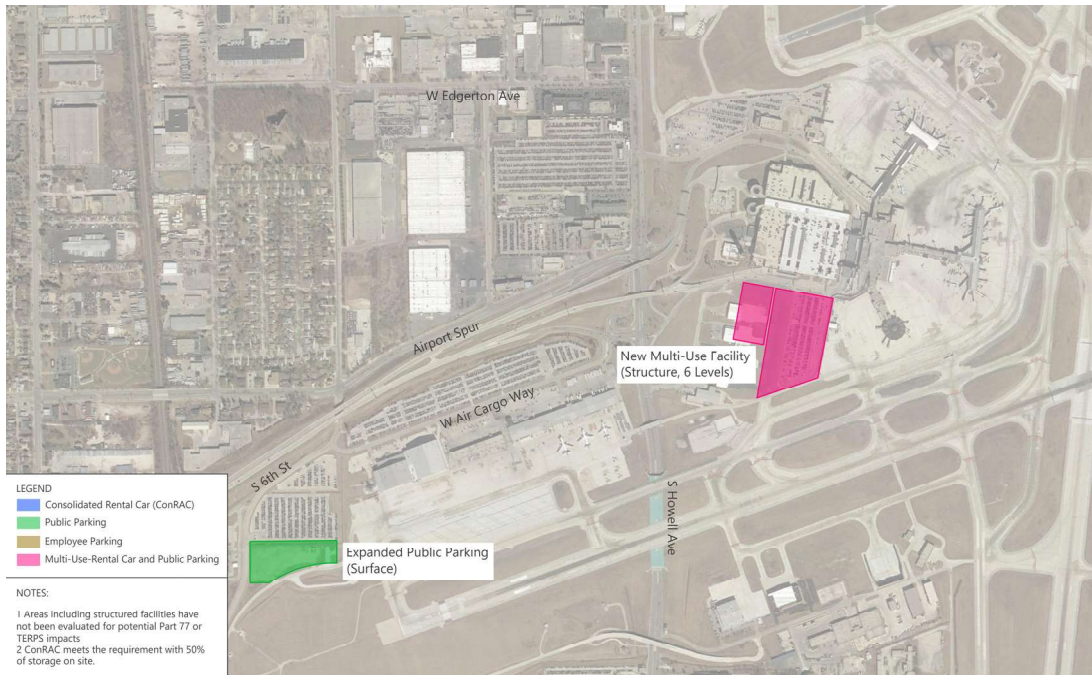 W Edgerton Ave
Airport Spur
New Multi-Use Facility
(Structure, 6 Levels)
W Air Cargo Way
S 6th St
S Howell Ave
Expanded Public Parking
(Surface)
LEGEND
Consolidated Rental Car (ConRAC)
Public Parking
Employee Parking
Multi-Use-Rental Car and Public Parking
NOTES:
1 Areas including structured facilities have
not been evaluated for potential Part 77 or
TERPS impacts
2 ConRAC meets the requirement with 50%
of storage on site.